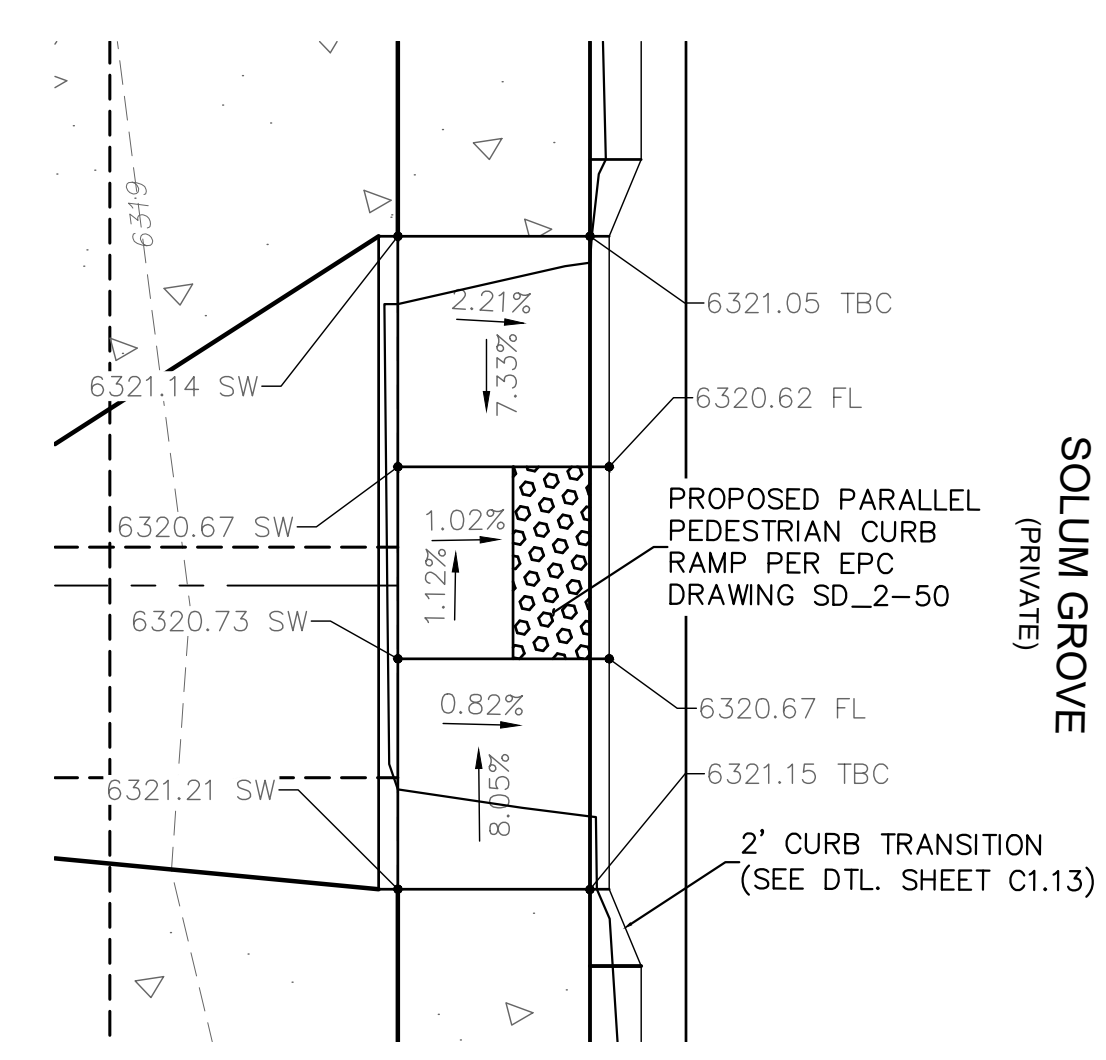 6319
2.21%
6321.05 TBC
7.33%
6321.14 SW
6320.62 FL
SOLUM GROVE
(PRIVATE)
PROPOSED PARALLEL
PEDESTRIAN CURB
RAMP PER EPC
DRAWING SD_2-50
6320.67 SW
1.02%
1.12%
6320.73 SW
0.82%
6320.67 FL
6321.21 SW
8.05%
6321.15 TBC
2' CURB TRANSITION
(SEE DTL. SHEET C1.13)